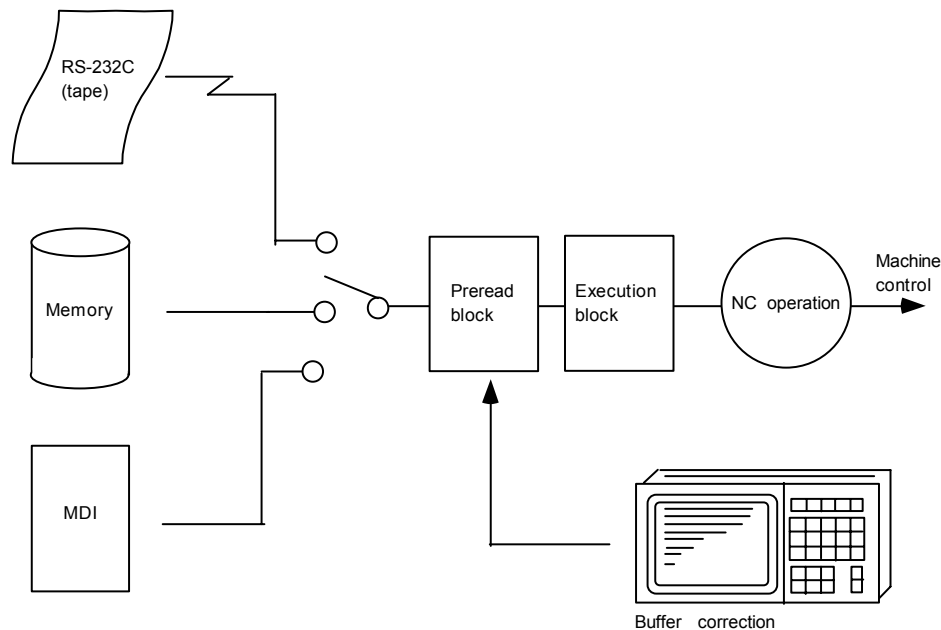 RS-232C
(tape)
Memory
MDI
Preread
block
Execution
block
NC operation
Machine
control
Buffer correction